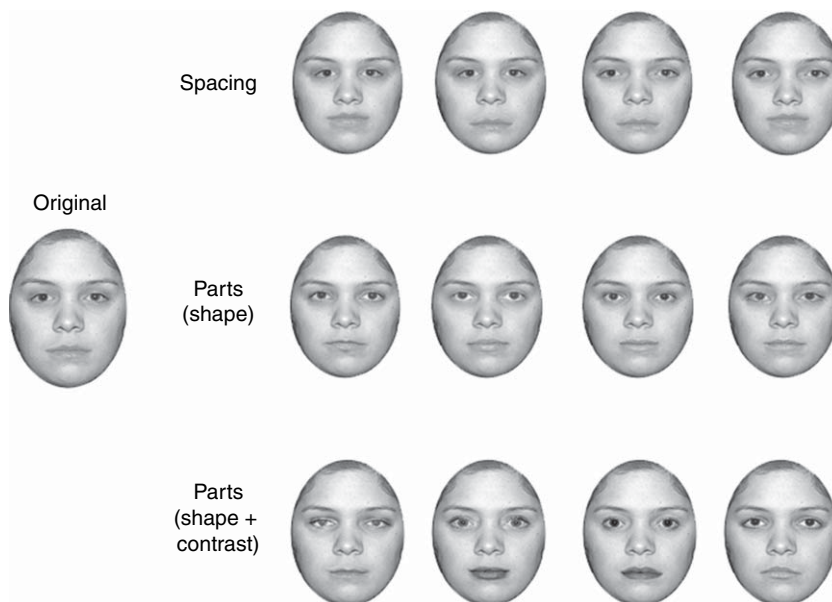 Spacing
Original
Parts
(shape)
Parts
(shape +
contrast)